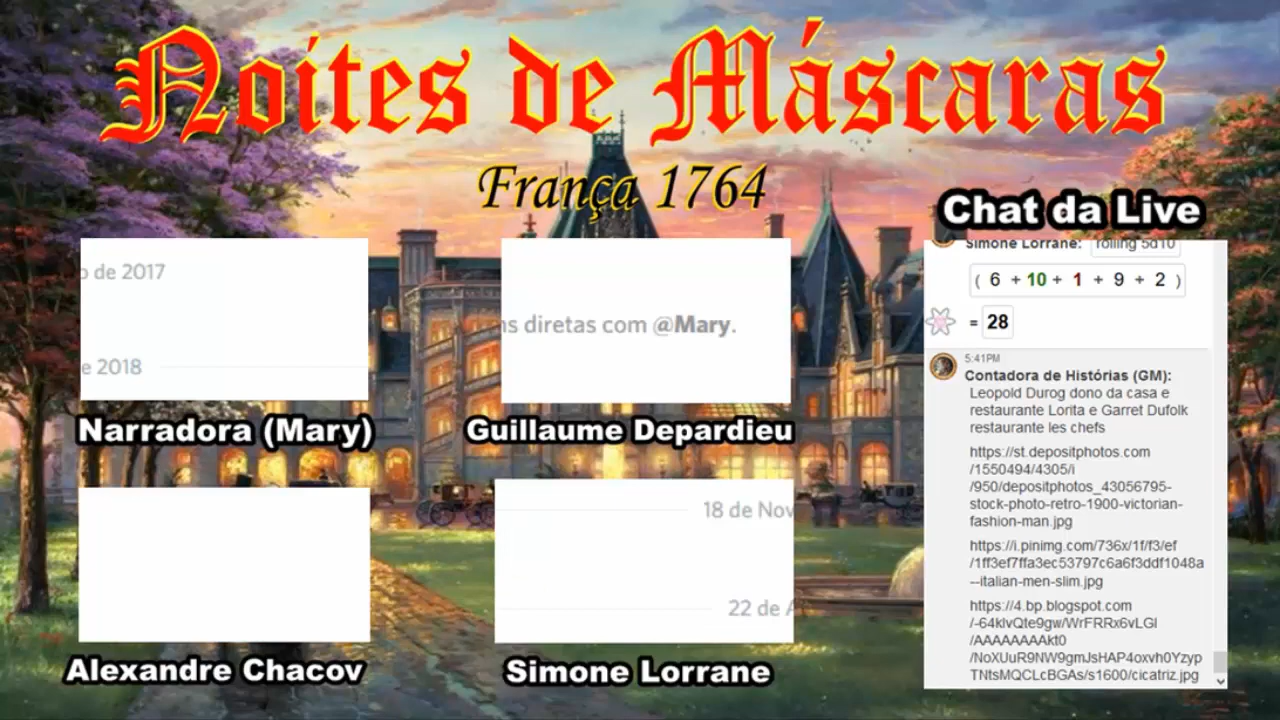 Noites de Máscaras
França 1764
Chat da Live
o de 2017
e 2018
Narradora (Mary)
ns diretas com @Mary.
Guillaume Depardieu
Alexandre Chacov
18 de Nov
22 de A
Simone Lorrane
Simone Lorrane: rolling 5d10
( 6 + 10 + 1 + 9 + 2 )
= 28
5:41PM
Contadora de Histórias (GM):
Leopold Durog dono da casa e
restaurante Lorita e Garret Dufolk
restaurante les chefs
https://st.depositphotos.com
/1550494/4305/i
/950/depositphotos_43056795-
stock-photo-retro-1900-victorian-
fashion-man.jpg
https://i.pinimg.com/736x/1f/f3/ef
/1ff3ef7ffa3ec53797c6a6f3ddf1048a
--italian-men-slim.jpg
https://4.bp.blogspot.com
/-64klvQte9gw/WrFRRx6vLGI
/AAAAAAAAkt0
/NoXUuR9NW9gmJsHAP4oxvh0Yzyp
TNtsMQCLcBGAs/s1600/cicatriz.jpg